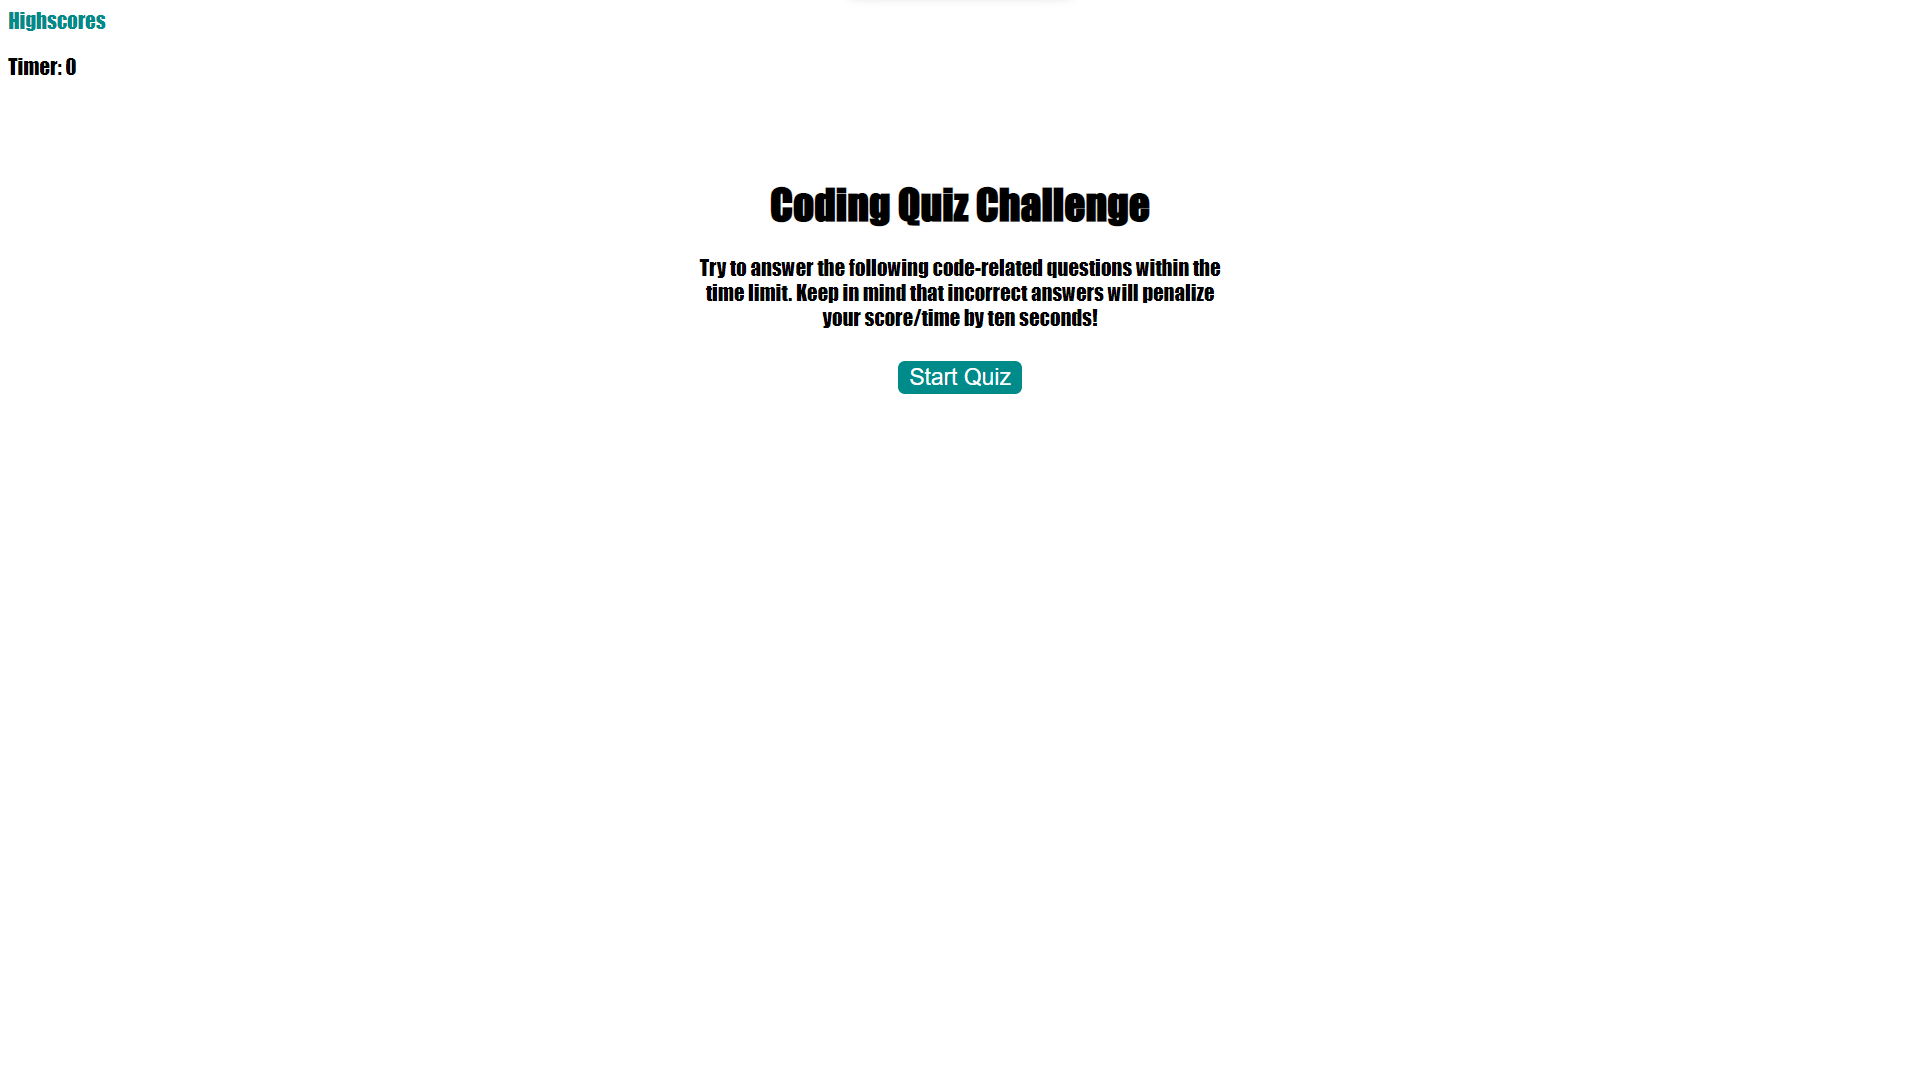 Highscores
Timer: 0
Coding Quiz Challenge
Try to answer the following code-related questions within the
time limit. Keep in mind that incorrect answers will penalize
your score/time by ten seconds!
Start Quiz